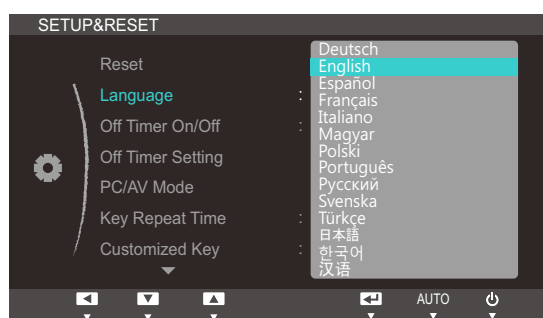 SETUP&RESET
Reset
Language :
Off Timer On/Off :
Off Timer Setting
PC/AV Mode
Key Repeat Time :
Customized Key :
Deutsch
English
Español
Français
Italiano
Magyar
Polski
Português
Русский
Svenska
Türkçe
日本語
한국어
汉语
AUTO